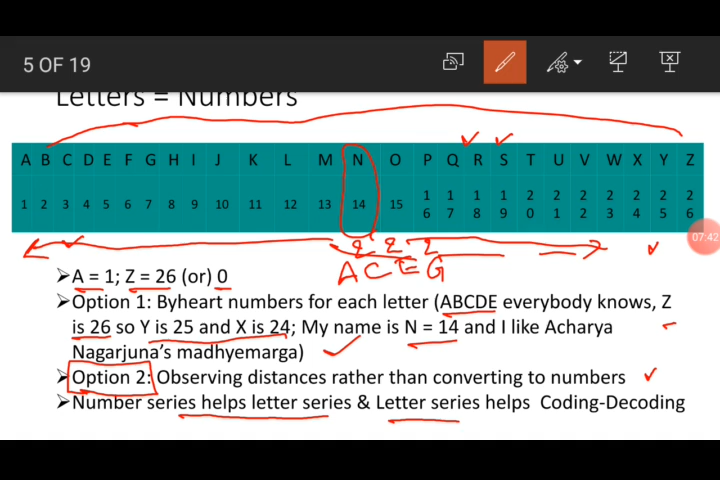 5 OF 19
Letters = Numbers
A B C D E F G H I J K L M N O P Q R S T U V W X Y Z
1 2 3 4 5 6 7 8 9 10 11 12 13 14 15 16 17 18 19 20 21 22 23 24 25 26
07:42
2 2 2
A C E G
➢A = 1; Z = 26 (or) 0
➢Option 1: Byheart numbers for each letter (ABCDE everybody knows, Z
is 26 so Y is 25 and X is 24; My name is N = 14 and I like Acharya
Nagarjuna's madhyemarga)
➢Option 2: Observing distances rather than converting to numbers
➢Number series helps letter series & Letter series helps Coding-Decoding